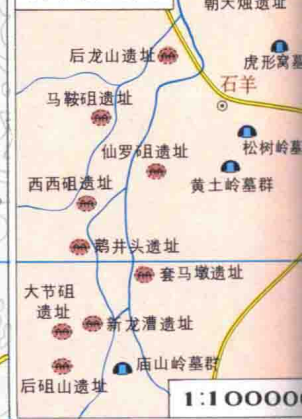 朝天烛遗址
后龙山遗址
虎形窝墓
石羊
马鞍咀遗址
松树岭墓
仙罗咀遗址
黄土岭墓群
西西咀遗址
鹅井头遗址
套马墩遗址
大节咀
遗址
新龙漕遗址
庙山岭墓群
后咀山遗址
1:10000